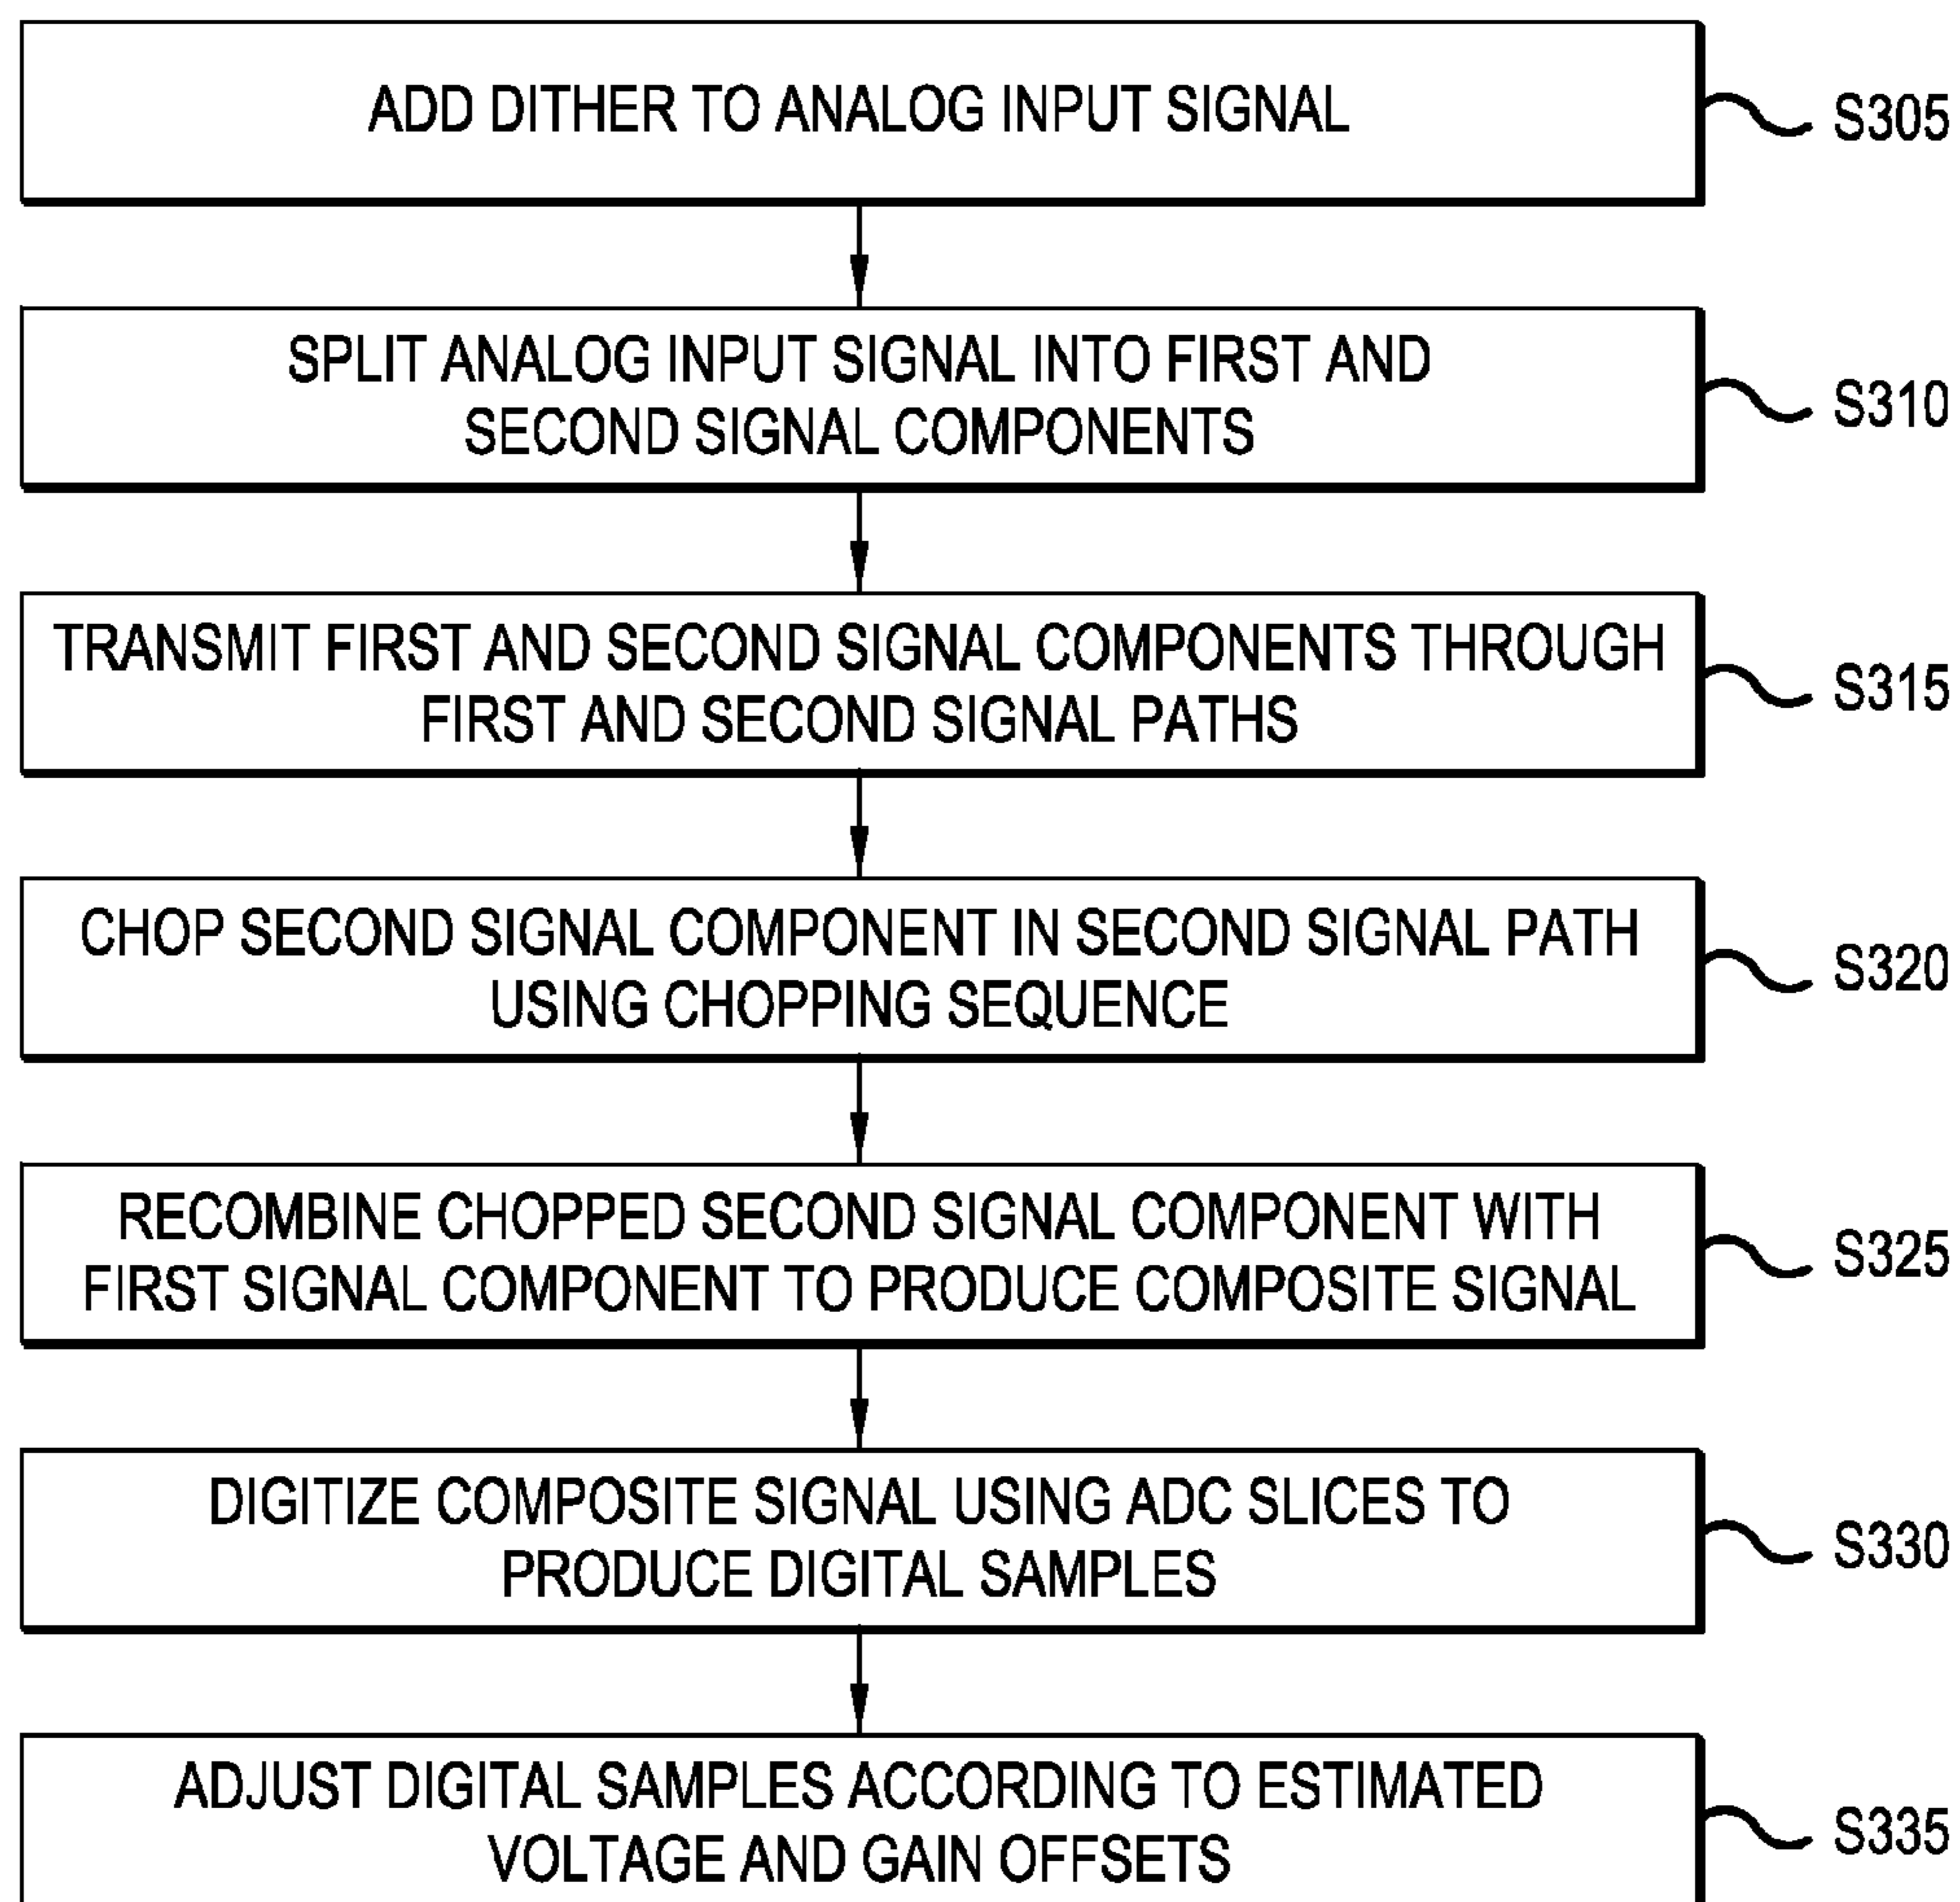 ADD DITHER TO ANALOG INPUT SIGNAL
S305
SPLIT ANALOG INPUT SIGNAL INTO FIRST AND
SECOND SIGNAL COMPONENTS
S310
TRANSMIT FIRST AND SECOND SIGNAL COMPONENTS THROUGH
FIRST AND SECOND SIGNAL PATHS
S315
CHOP SECOND SIGNAL COMPONENT IN SECOND SIGNAL PATH
USING CHOPPING SEQUENCE
S320
RECOMBINE CHOPPED SECOND SIGNAL COMPONENT WITH
FIRST SIGNAL COMPONENT TO PRODUCE COMPOSITE SIGNAL
S325
DIGITIZE COMPOSITE SIGNAL USING ADC SLICES TO
PRODUCE DIGITAL SAMPLES
S330
ADJUST DIGITAL SAMPLES ACCORDING TO ESTIMATED
VOLTAGE AND GAIN OFFSETS
S335